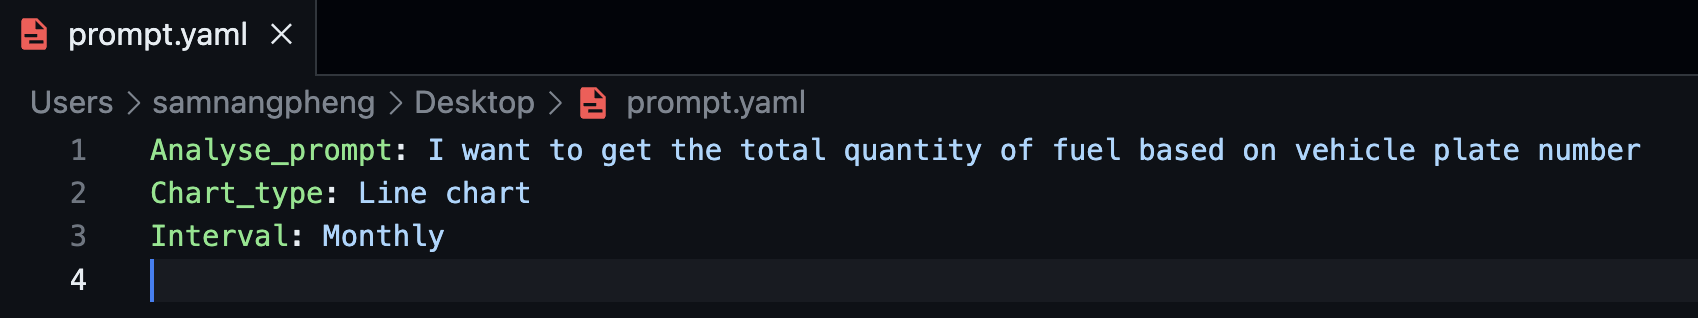 prompt.yaml
Users > samnangpheng > Desktop > prompt.yaml
1 Analyse_prompt: I want to get the total quantity of fuel based on vehicle plate number
2 Chart_type: Line chart
3 Interval: Monthly
4